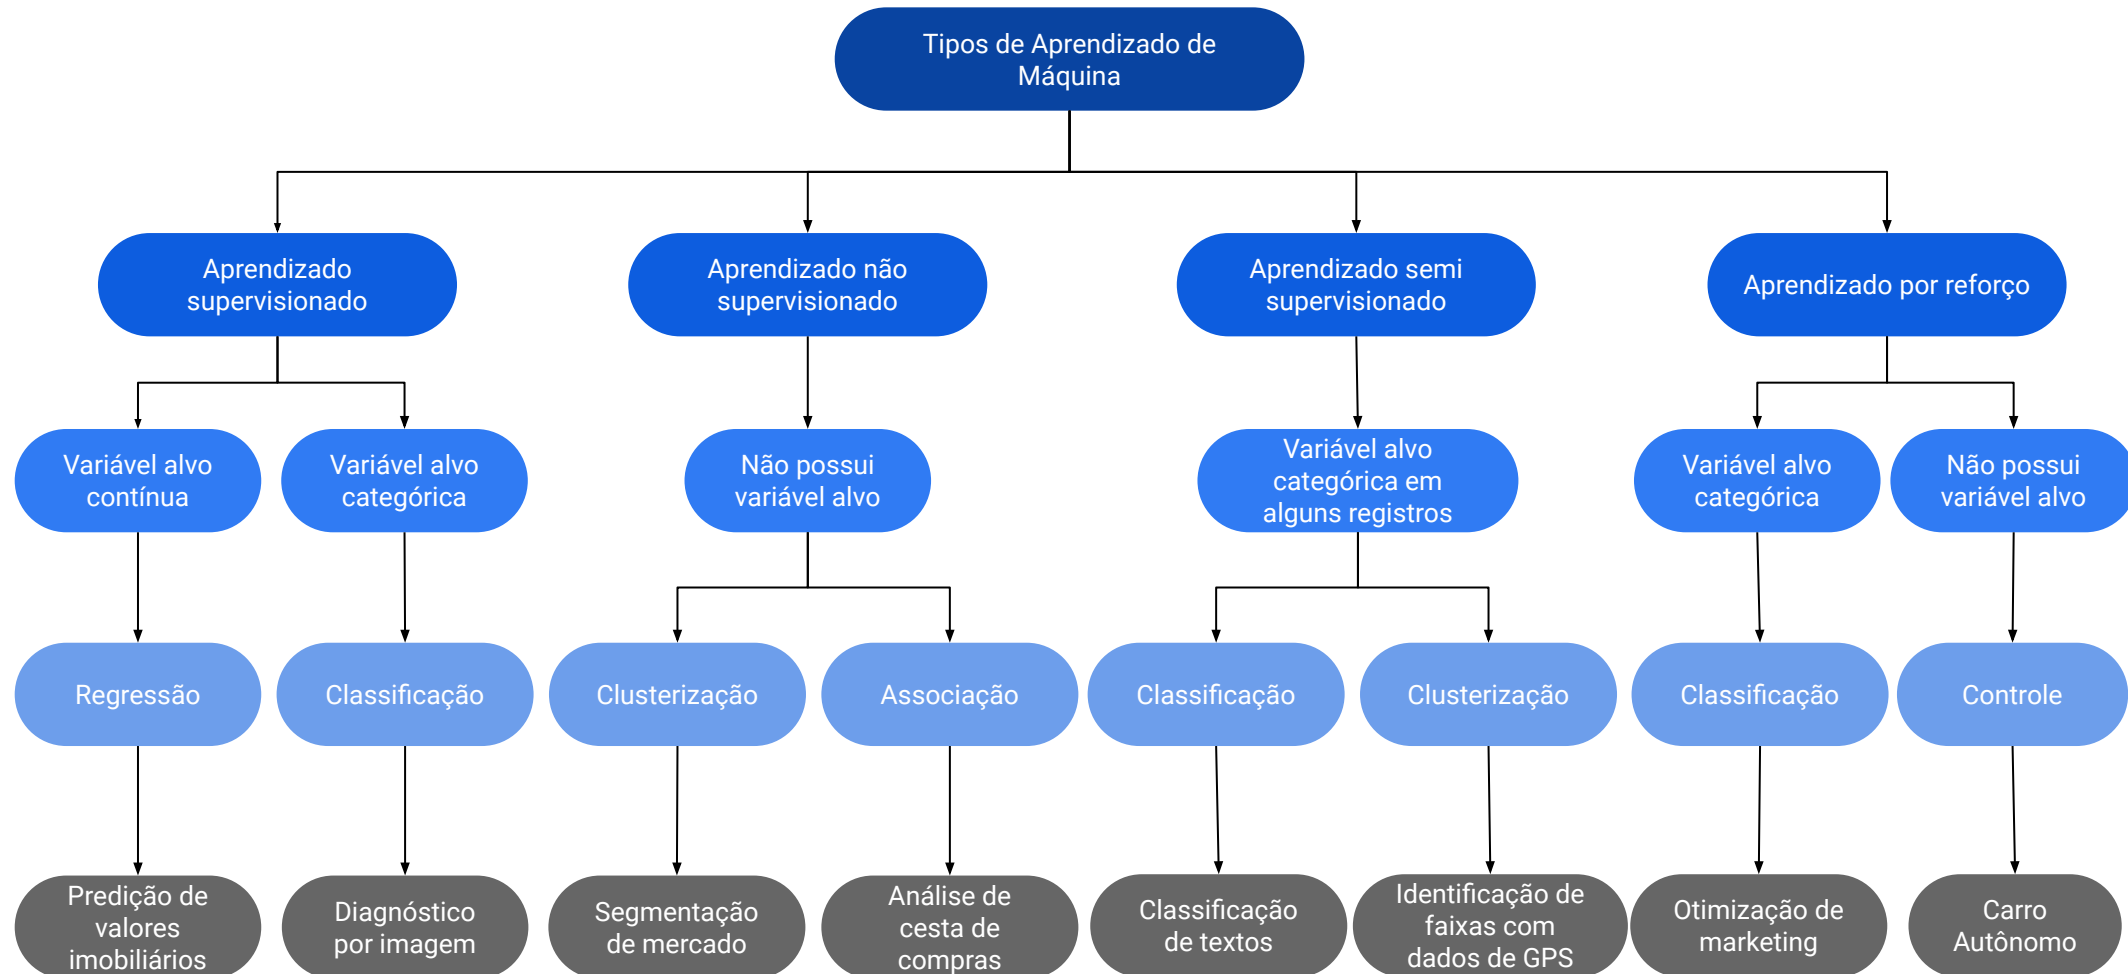 Tipos de Aprendizado de
Máquina
Aprendizado
supervisionado
Aprendizado não
supervisionado
Aprendizado semi
supervisionado
Aprendizado por reforço
Variável alvo
contínua
Variável alvo
categórica
Não possui
variável alvo
Variável alvo
categórica em
alguns registros
Variável alvo
categórica
Não possui
variável alvo
Regressão
Classificação
Clusterização
Associação
Classificação
Clusterização
Classificação
Controle
Predição de
valores
imobiliários
Diagnóstico
por imagem
Segmentação
de mercado
Análise de
cesta de
compras
Classificação
de textos
Identificação de
faixas com
dados de GPS
Otimização de
marketing
Carro
Autônomo